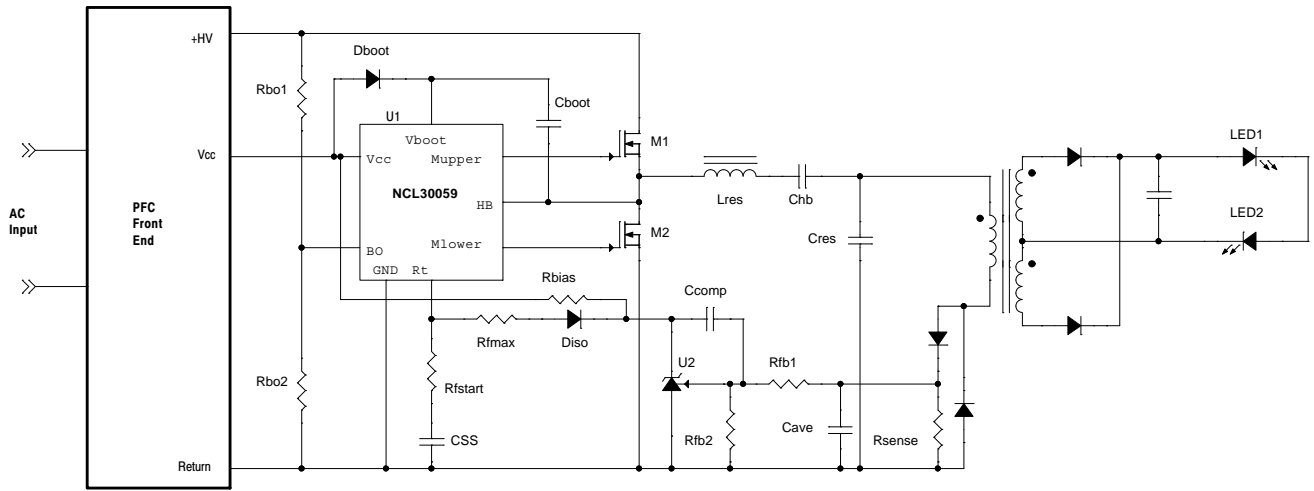 +HV
Dboot
Rbo1
Cboot
U1
Vboot
M1
LED1
Vcc
Vcc
Mupper
NCL30059
Lres
Chb
AC
Input
PFC
Front
End
HB
M2
LED2
Cres
BO
Mlower
GND
Rt
Rbias
Ccomp
Rfmax
Diso
U2
Rfb1
Rbo2
Rfstart
Rfb2
Cave
Rsense
CSS
Return